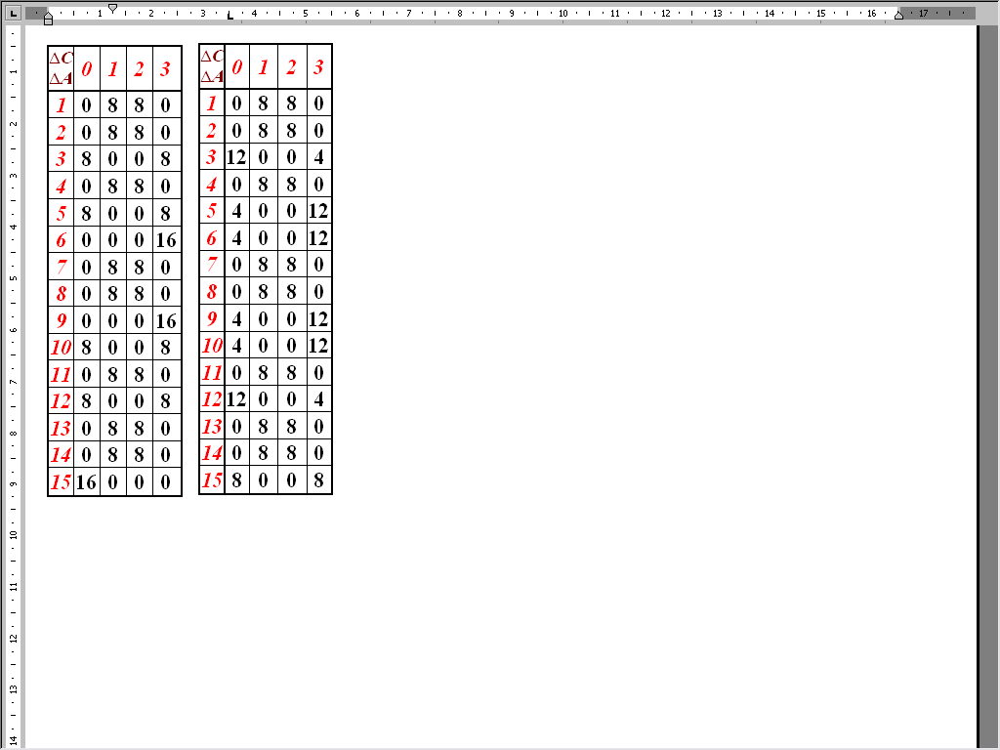 1 2 3 4 5 6 7 8 9 10 11 12 13 14 15 16 17
ΔC
ΔA 0 1 2 3
1 0 8 8 0
2 0 8 8 0
3 8 0 0 8
4 0 8 8 0
5 8 0 0 8
6 0 0 0 16
7 0 8 8 0
8 0 8 8 0
9 0 0 0 16
10 8 0 0 8
11 0 8 8 0
12 8 0 0 8
13 0 8 8 0
14 0 8 8 0
15 16 0 0 0
ΔC
ΔA 0 1 2 3
1 0 8 8 0
2 0 8 8 0
3 12 0 0 4
4 0 8 8 0
5 4 0 0 12
6 4 0 0 12
7 0 8 8 0
8 0 8 8 0
9 4 0 0 12
10 4 0 0 12
11 0 8 8 0
12 12 0 0 4
13 0 8 8 0
14 0 8 8 0
15 8 0 0 8
1
2
3
4
5
6
7
8
9
10
11
12
13
14